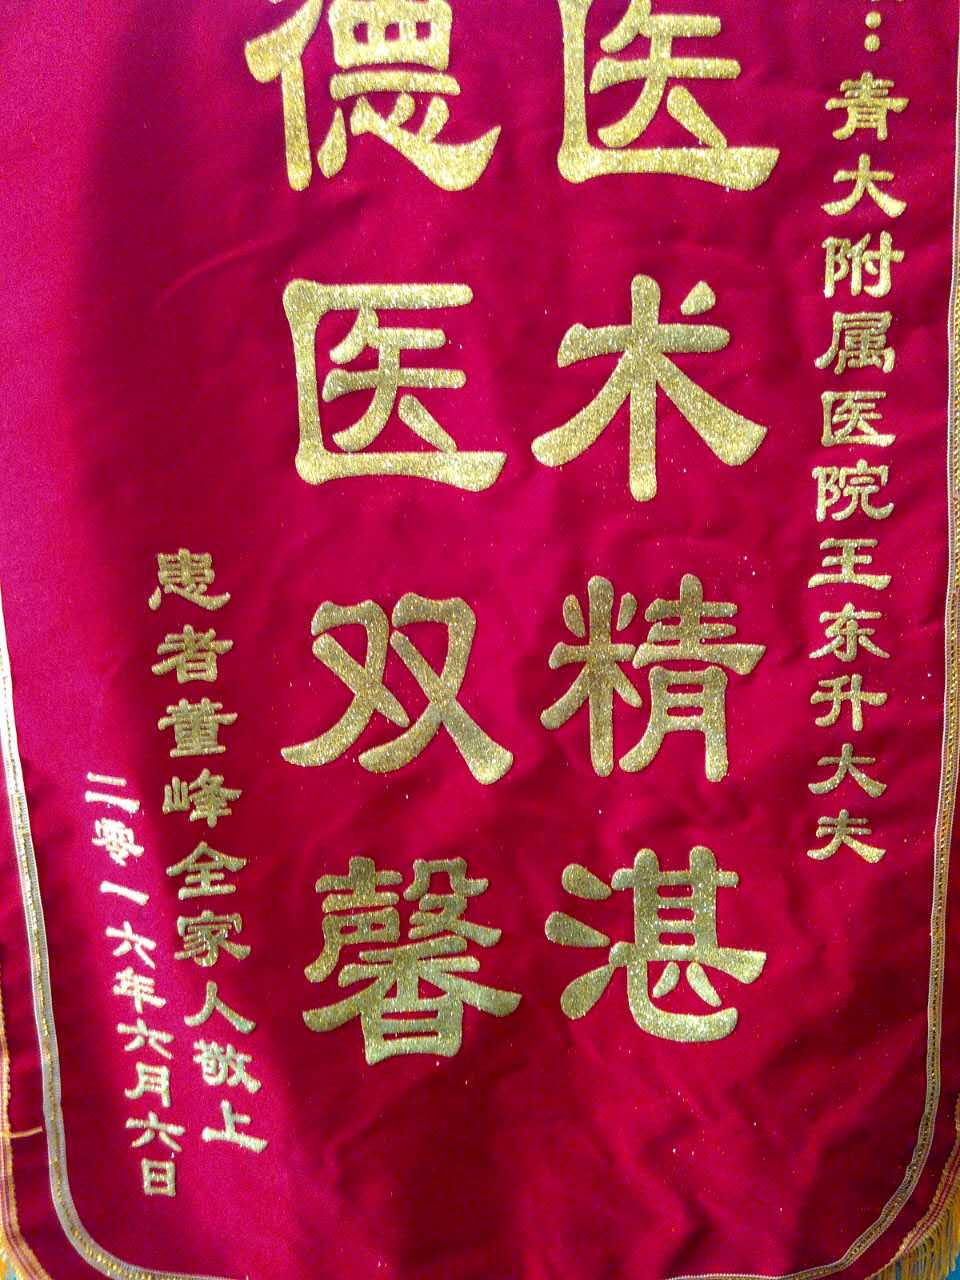 青大附属医院王东升大夫
医术精湛
德医双馨
患者董峰全家人敬上
二零一六年六月六日